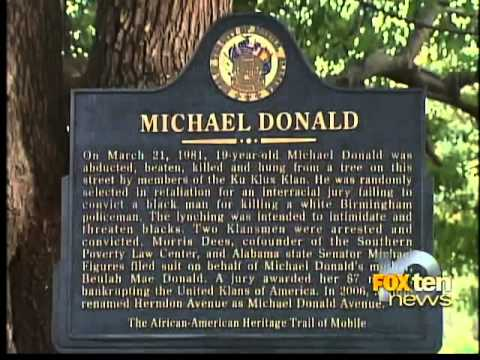 MICHAEL DONALD
On March 21, 1981, 19-year-old Michael Donald was
abducted, beaten, killed and hung from a tree on this
street by members of the Ku Klux Klan. He was randomly
selected in retaliation for an interracial jury failing to
convict a black man for killing a white Birmingham
policeman. The lynching was intended to intimidate and
threaten blacks. Two Klansmen were arrested and
convicted. Morris Dees, cofounder of the Southern
Poverty Law Center, and Alabama state Senator Michael
Figures filed suit on behalf of Michael Donald's
Beulah Mae Donald. A jury awarded her $7
bankrupting the United Klans of America. In 2006,
renamed Herndon Avenue as Michael Donald Avenue.
The African-American Heritage Trail of Mobile
FOX ten
news